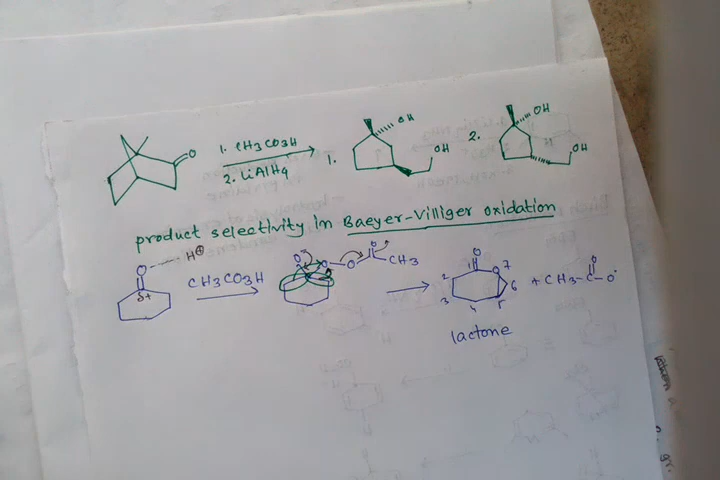 1. CH3CO3H
2. LiAlH4
O
1.
OH
OH
2.
OH
OH
product selectivity in Baeyer-Villiger oxidation
O --- H⊕
δ+
CH3CO3H
O O O O CH3
O
1 2 3 4 5 6 7
O
+ CH3-C-O
O
lactone